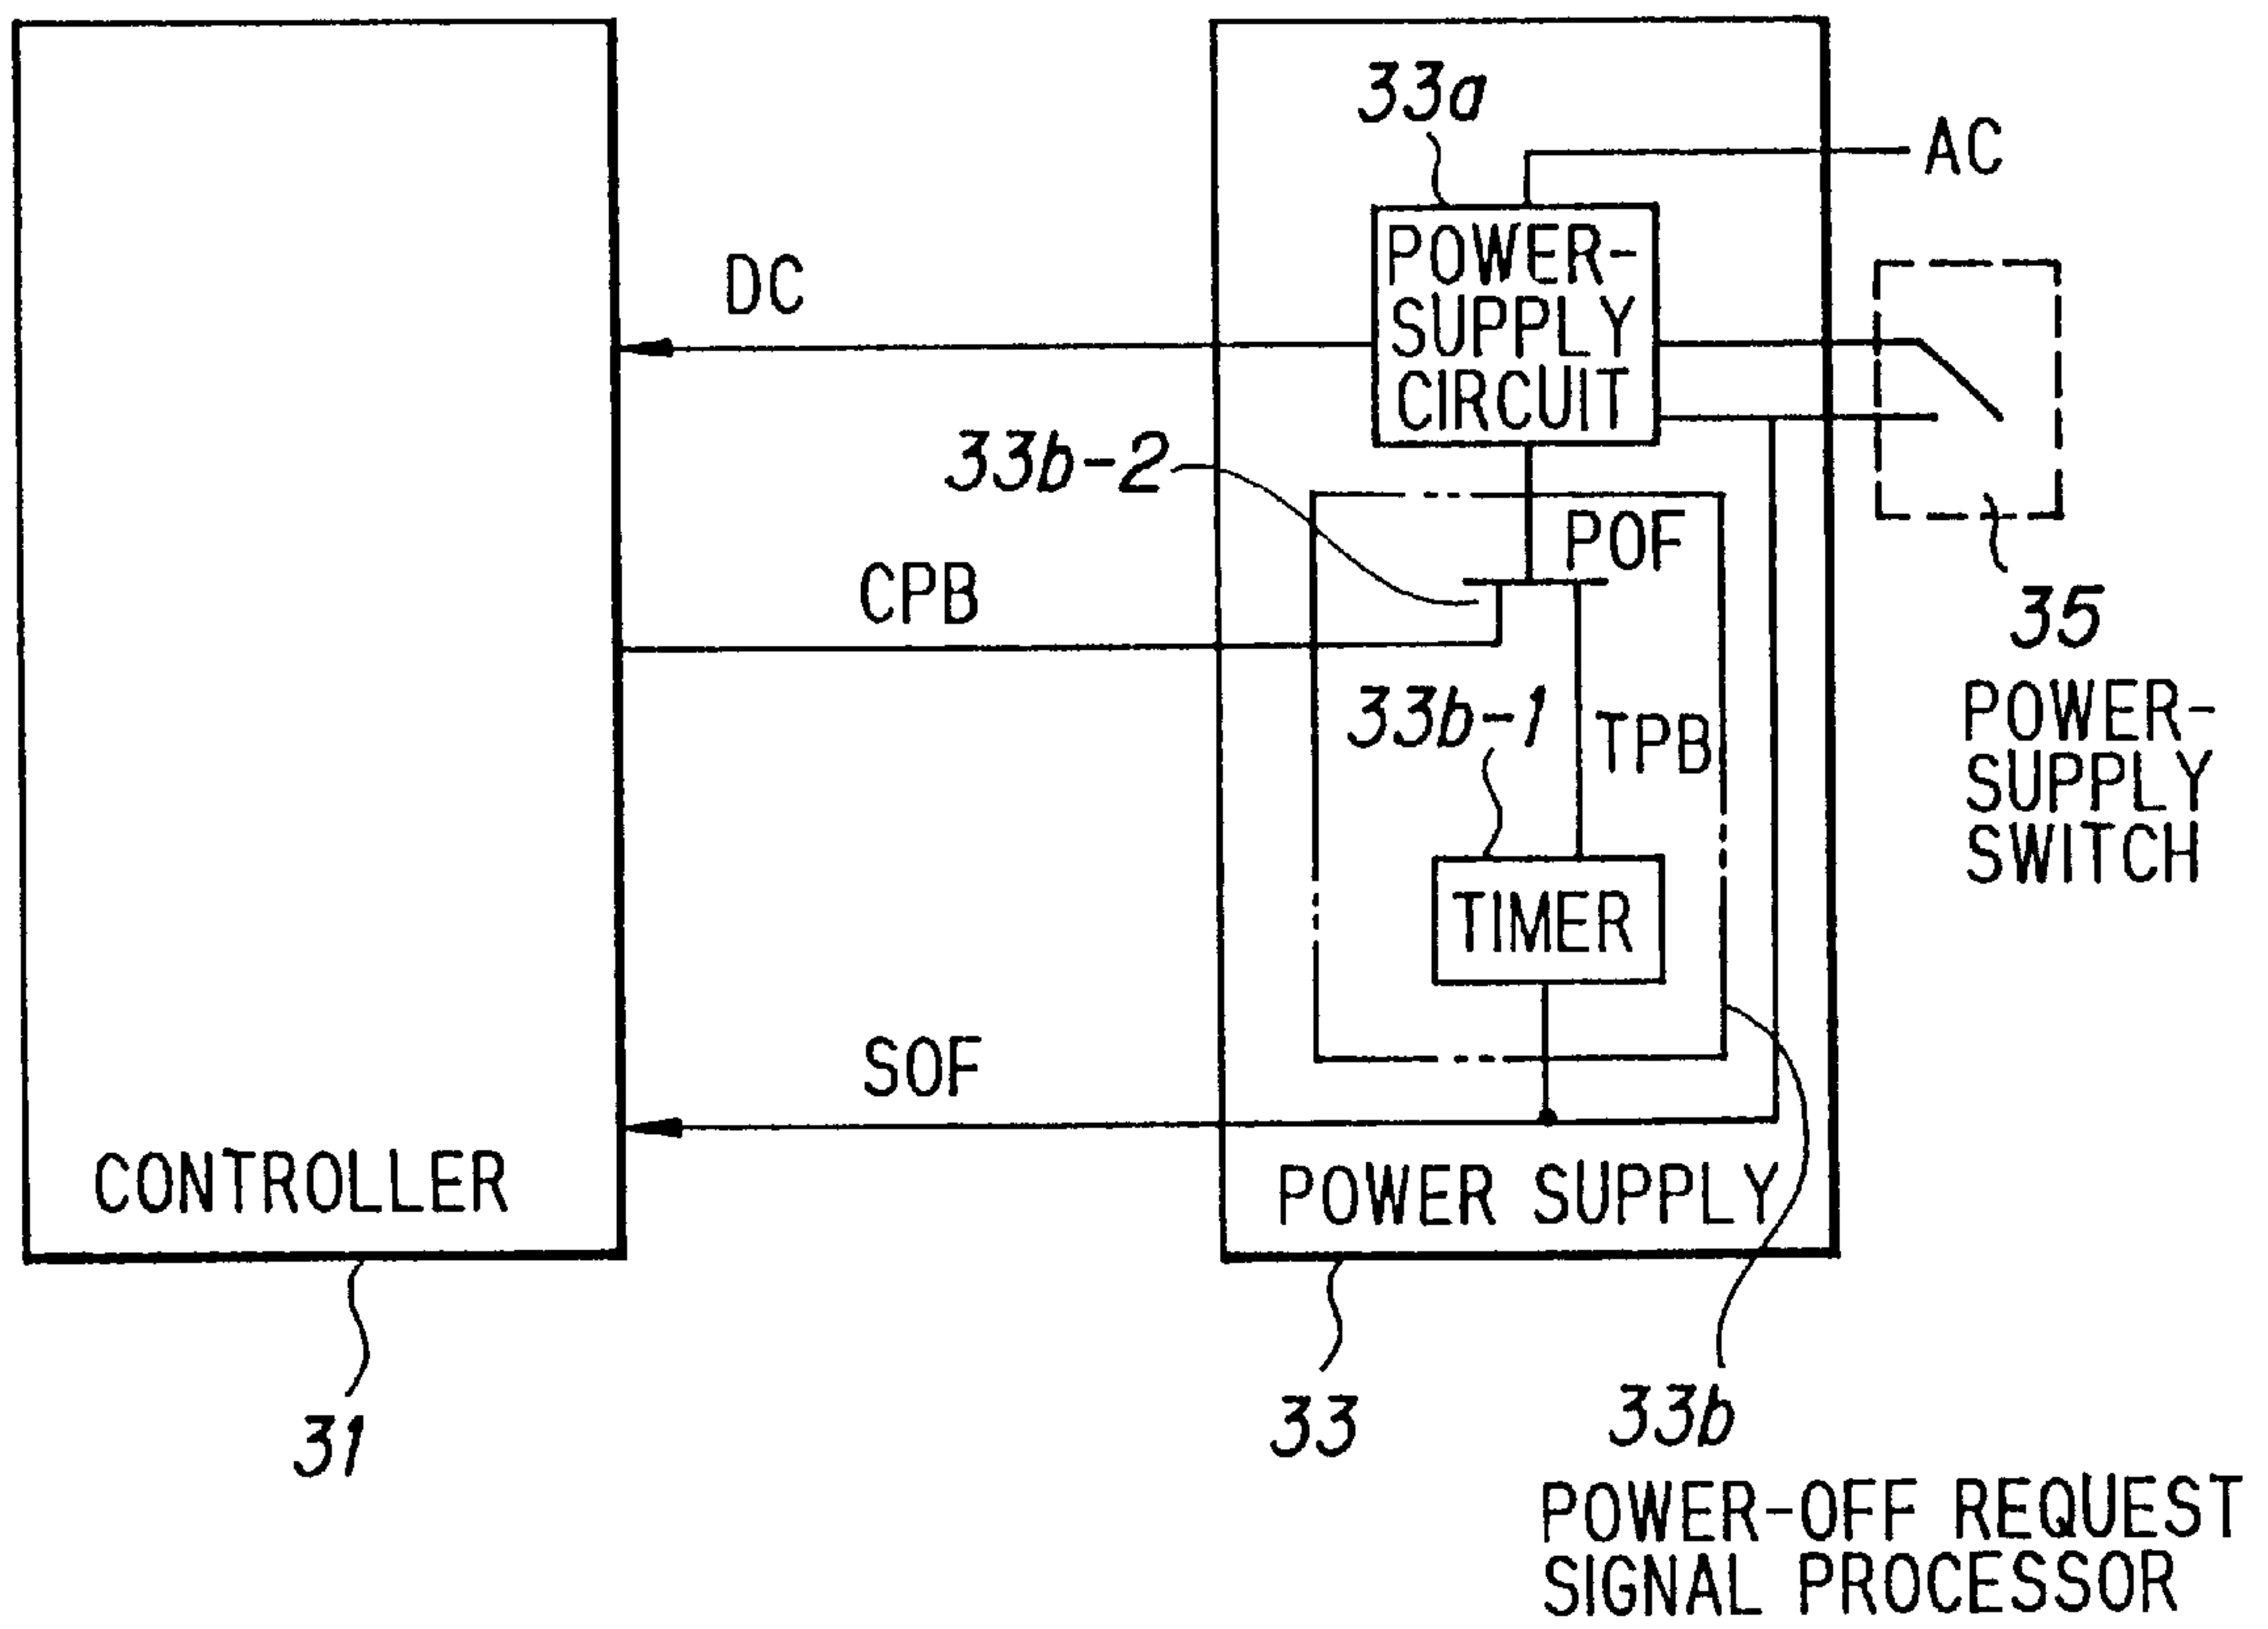 33a
AC
POWER-
SUPPLY
CIRCUIT
DC
33b-2
POF
CPB
35
POWER-
SUPPLY
SWITCH
33b-1
TPB
TIMER
SOF
CONTROLLER
POWER SUPPLY
31
33
33b
POWER-OFF REQUEST
SIGNAL PROCESSOR